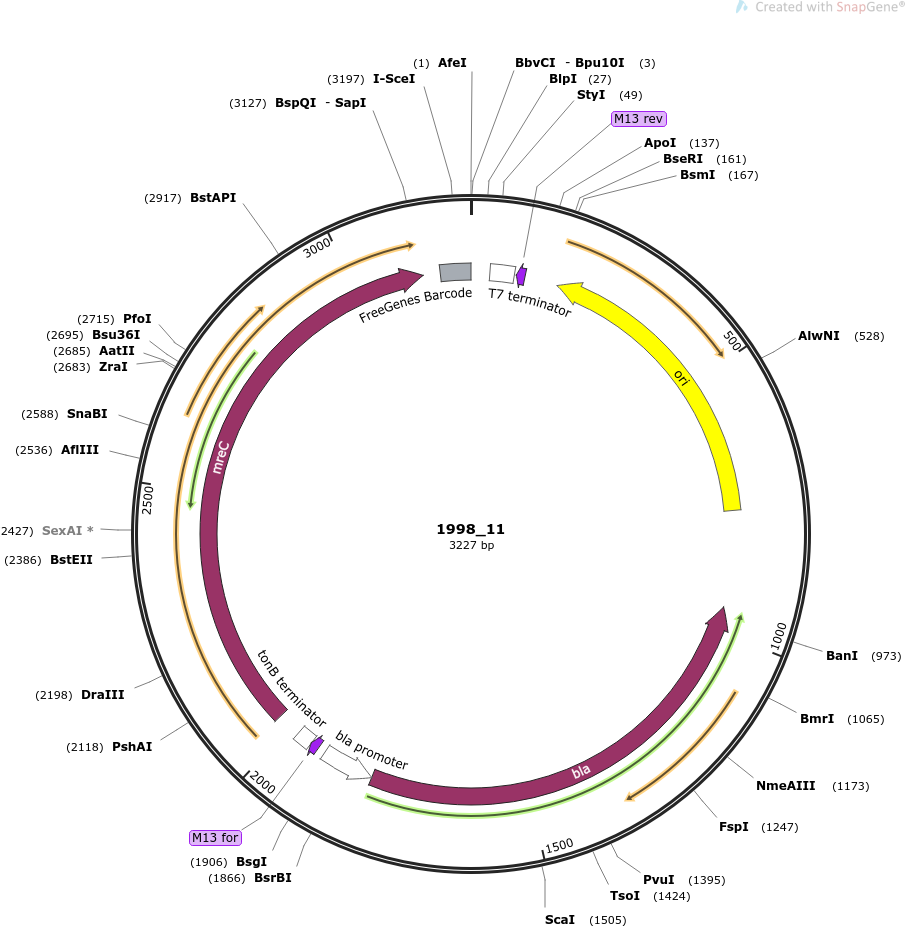 Created with SnapGene®
(1) AfeI
BbvCI - Bpu10I (3)
(3197) I-SceI
BlpI (27)
(3127) BspQI - SapI
StyI (49)
M13 rev
ApoI (137)
BseRI (161)
BsmI (167)
(2917) BstAPI
3000
FreeGenes Barcode
T7 terminator
(2715) PfoI
(2695) Bsu36I
(2685) AatII
(2683) ZraI
500
AlwNI (528)
ori
(2588) SnaBI
(2536) AflIII
mreC
2500
2427) SexAI *
(2386) BstEII
1998_11
3227 bp
1000
BanI (973)
tonB terminator
(2198) DraIII
BmrI (1065)
(2118) PshAI
bla promoter
bla
2000
NmeAIII (1173)
FspI (1247)
M13 for
(1906) BsgI
(1866) BsrBI
1500
PvuI (1395)
TsoI (1424)
ScaI (1505)